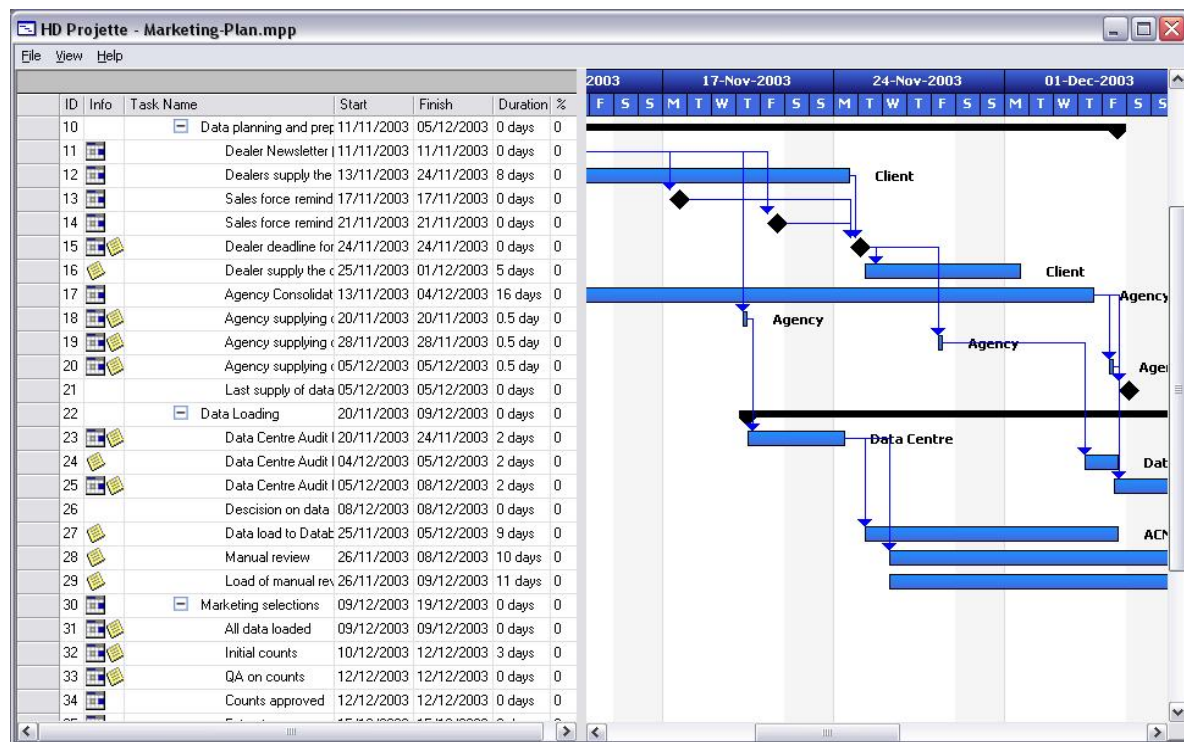 HD Projette - Marketing-Plan.mpp
File View Help
2003 17-Nov-2003 24-Nov-2003 01-Dec-2003
ID Info Task Name Start Finish Duration % F S S M T W T F S S M T W T F S S M T W T F S S
10 Data planning and prep 11/11/2003 05/12/2003 0 days 0
11 Dealer Newsletter 11/11/2003 11/11/2003 0 days 0
12 Dealers supply the 13/11/2003 24/11/2003 8 days 0 Client
13 Sales force remind 17/11/2003 17/11/2003 0 days 0
14 Sales force remind 21/11/2003 21/11/2003 0 days 0
15 Dealer deadline for 24/11/2003 24/11/2003 0 days 0
16 Dealer supply the 25/11/2003 01/12/2003 5 days 0 Client
17 Agency Consolidat 13/11/2003 04/12/2003 16 days 0 Agency
18 Agency supplying 20/11/2003 20/11/2003 0.5 day 0 Agency
19 Agency supplying 28/11/2003 28/11/2003 0.5 day 0 Agency
20 Agency supplying 05/12/2003 05/12/2003 0.5 day 0 Agen
21 Last supply of data 05/12/2003 05/12/2003 0 days 0
22 Data Loading 20/11/2003 09/12/2003 0 days 0
23 Data Centre Audit 20/11/2003 24/11/2003 2 days 0 Data Centre
24 Data Centre Audit 04/12/2003 05/12/2003 2 days 0 Dat
25 Data Centre Audit 05/12/2003 08/12/2003 2 days 0
26 Descision on data 08/12/2003 08/12/2003 0 days 0
27 Data load to Datab 25/11/2003 05/12/2003 9 days 0 ACN
28 Manual review 26/11/2003 08/12/2003 10 days 0
29 Load of manual rev 26/11/2003 09/12/2003 11 days 0
30 Marketing selections 09/12/2003 19/12/2003 0 days 0
31 All data loaded 09/12/2003 09/12/2003 0 days 0
32 Initial counts 10/12/2003 12/12/2003 3 days 0
33 QA on counts 12/12/2003 12/12/2003 0 days 0
34 Counts approved 12/12/2003 12/12/2003 0 days 0